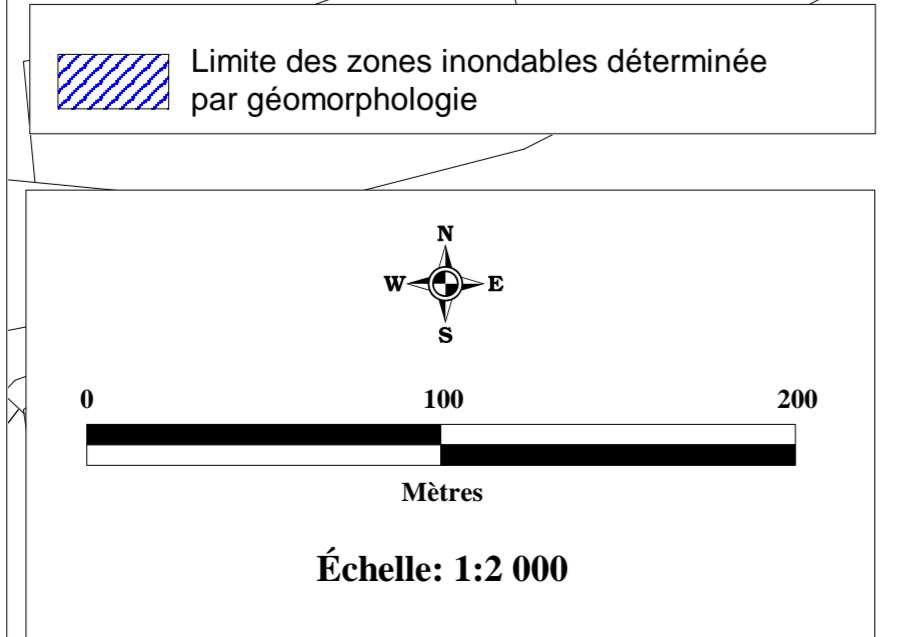 Limite des zones inondables déterminée
par géomorphologie
N
W E
S
0 100 200
Mètres
Échelle: 1:2 000